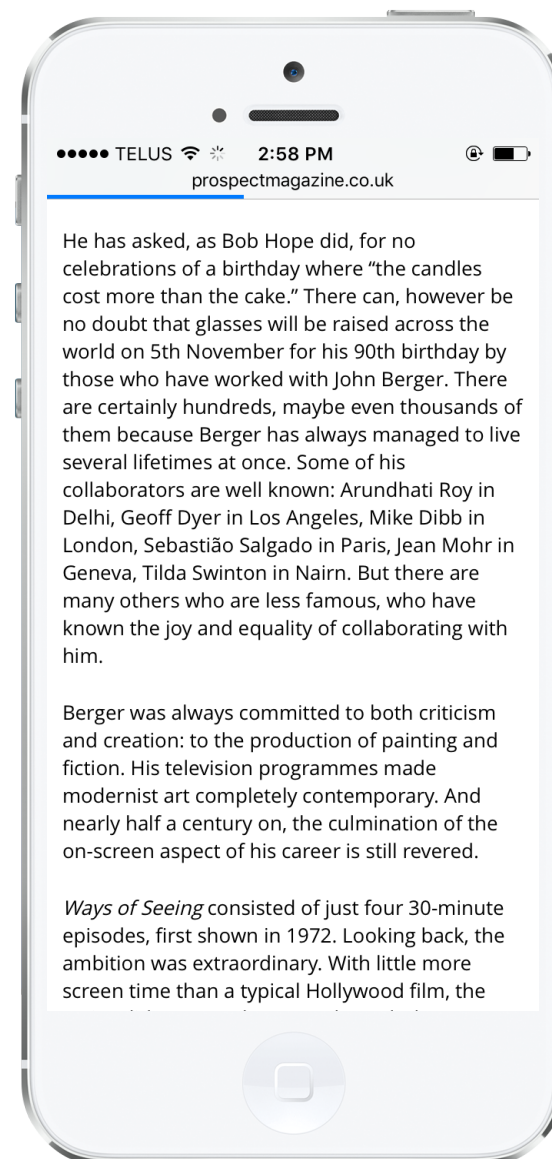 TELUS 2:58 PM
prospectmagazine.co.uk
He has asked, as Bob Hope did, for no
celebrations of a birthday where “the candles
cost more than the cake.” There can, however be
no doubt that glasses will be raised across the
world on 5th November for his 90th birthday by
those who have worked with John Berger. There
are certainly hundreds, maybe even thousands of
them because Berger has always managed to live
several lifetimes at once. Some of his
collaborators are well known: Arundhati Roy in
Delhi, Geoff Dyer in Los Angeles, Mike Dibb in
London, Sebastião Salgado in Paris, Jean Mohr in
Geneva, Tilda Swinton in Nairn. But there are
many others who are less famous, who have
known the joy and equality of collaborating with
him.
Berger was always committed to both criticism
and creation: to the production of painting and
fiction. His television programmes made
modernist art completely contemporary. And
nearly half a century on, the culmination of the
on-screen aspect of his career is still revered.
Ways of Seeing consisted of just four 30-minute
episodes, first shown in 1972. Looking back, the
ambition was extraordinary. With little more
screen time than a typical Hollywood film, the